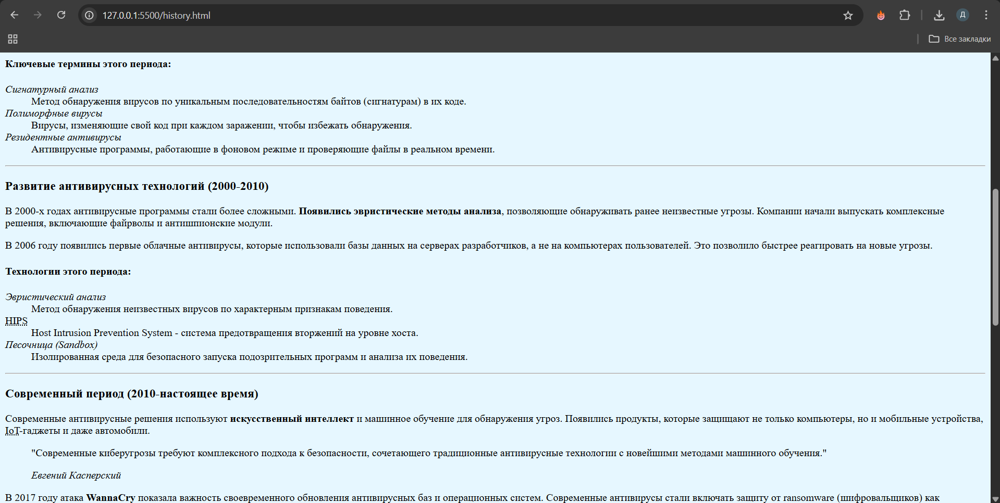 127.0.0.1:5500/history.html
Д
Все закладки
Ключевые термины этого периода:
Сигнатурный анализ
Метод обнаружения вирусов по уникальным последовательностям байтов (сигнатурам) в их коде.
Полиморфные вирусы
Вирусы, изменяющие свой код при каждом заражении, чтобы избежать обнаружения.
Резидентные антивирусы
Антивирусные программы, работающие в фоновом режиме и проверяющие файлы в реальном времени.
Развитие антивирусных технологий (2000-2010)
В 2000-х годах антивирусные программы стали более сложными. Появились эвристические методы анализа, позволяющие обнаруживать ранее неизвестные угрозы. Компании начали выпускать комплексные
решения, включающие файрволы и антишпионские модули.
В 2006 году появились первые облачные антивирусы, которые использовали базы данных на серверах разработчиков, а не на компьютерах пользователей. Это позволило быстрее реагировать на новые угрозы.
Технологии этого периода:
Эвристический анализ
Метод обнаружения неизвестных вирусов по характерным признакам поведения.
HIPS
Host Intrusion Prevention System - система предотвращения вторжений на уровне хоста.
Песочница (Sandbox)
Изолированная среда для безопасного запуска подозрительных программ и анализа их поведения.
Современный период (2010-настоящее время)
Современные антивирусные решения используют искусственный интеллект и машинное обучение для обнаружения угроз. Появились продукты, которые защищают не только компьютеры, но и мобильные устройства,
IoT-гаджеты и даже автомобили.
"Современные киберугрозы требуют комплексного подхода к безопасности, сочетающего традиционные антивирусные технологии с новейшими методами машинного обучения."
Евгений Касперский
В 2017 году атака WannaCry показала важность своевременного обновления антивирусных баз и операционных систем. Современные антивирусы стали включать защиту от ransomware (шифровальщиков) как